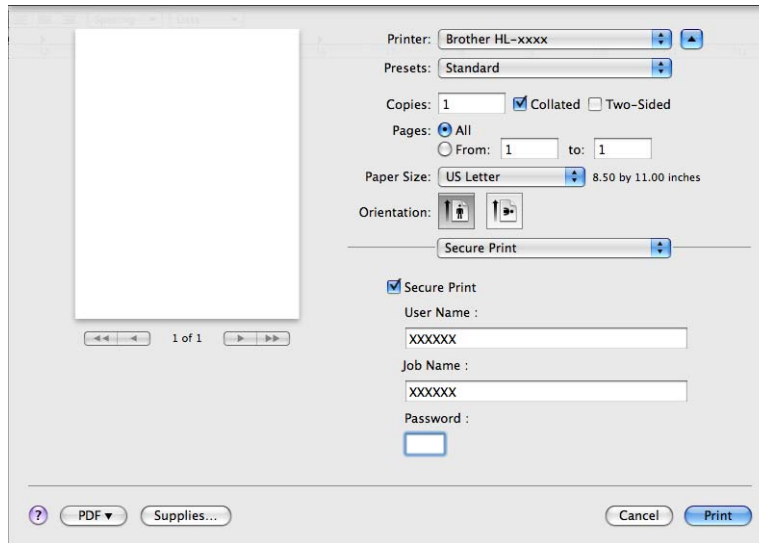 Spacing Lists
Printer: Brother HL-xxxx
Presets: Standard
Copies: 1 Collated Two-Sided
Pages: All
From: 1 to: 1
Paper Size: US Letter 8.50 by 11.00 inches
Orientation:
Secure Print
Secure Print
User Name :
XXXXXX
Job Name :
XXXXXX
Password :
1 of 1
? PDF Supplies... Cancel Print